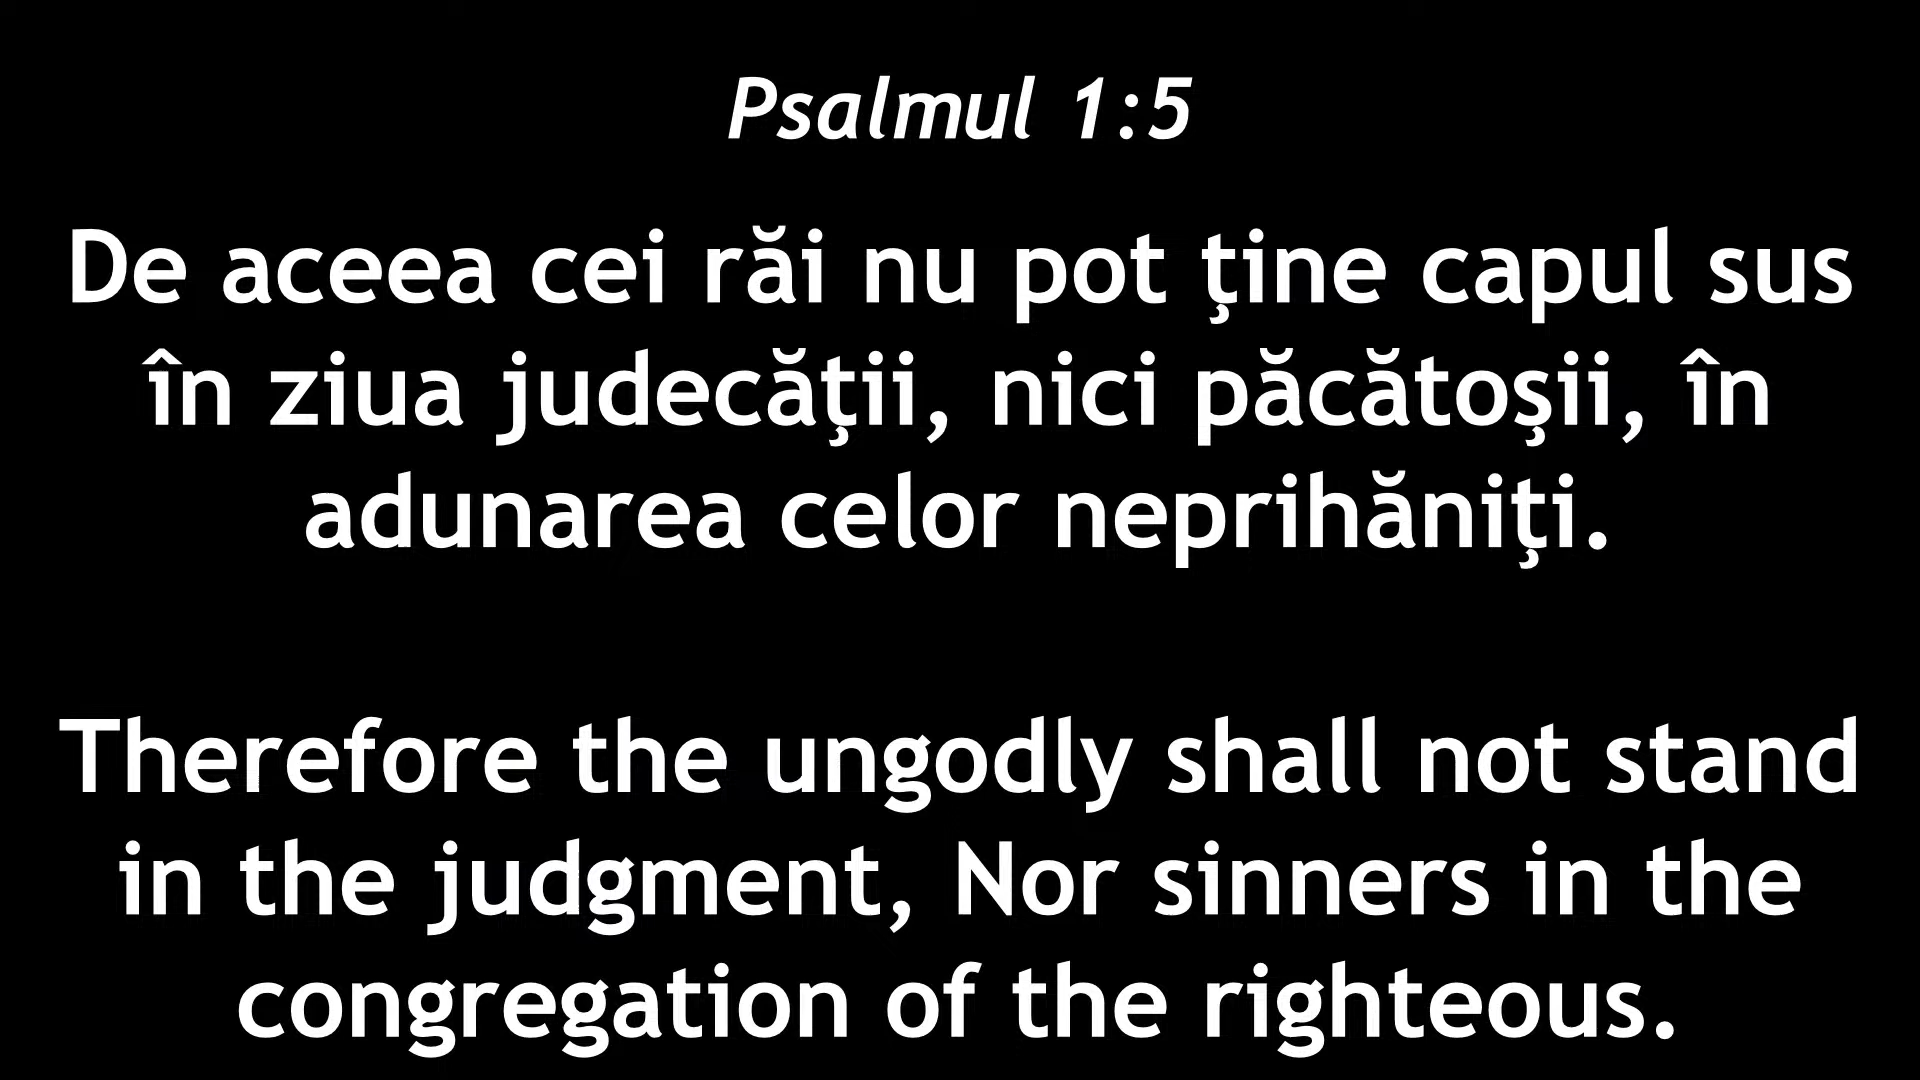 Psalmul 1:5
De aceea cei răi nu pot ţine capul sus
în ziua judecăţii, nici păcătoşii, în
adunarea celor neprihăniţi.
Therefore the ungodly shall not stand
in the judgment, Nor sinners in the
congregation of the righteous.